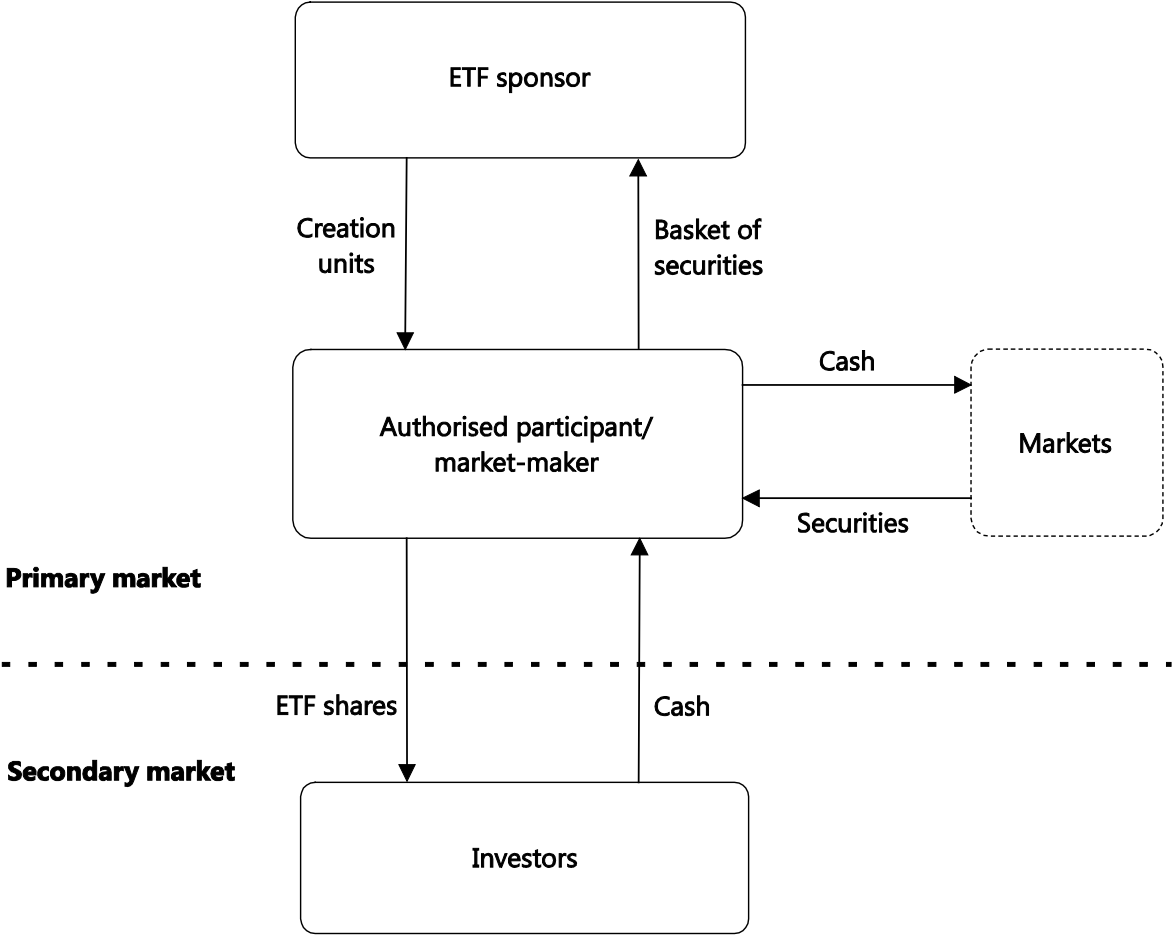 ETF sponsor
Creation
units
Basket of
securities
Cash
Authorised participant/
market-maker
Markets
Securities
Primary market
ETF shares
Cash
Secondary market
Investors